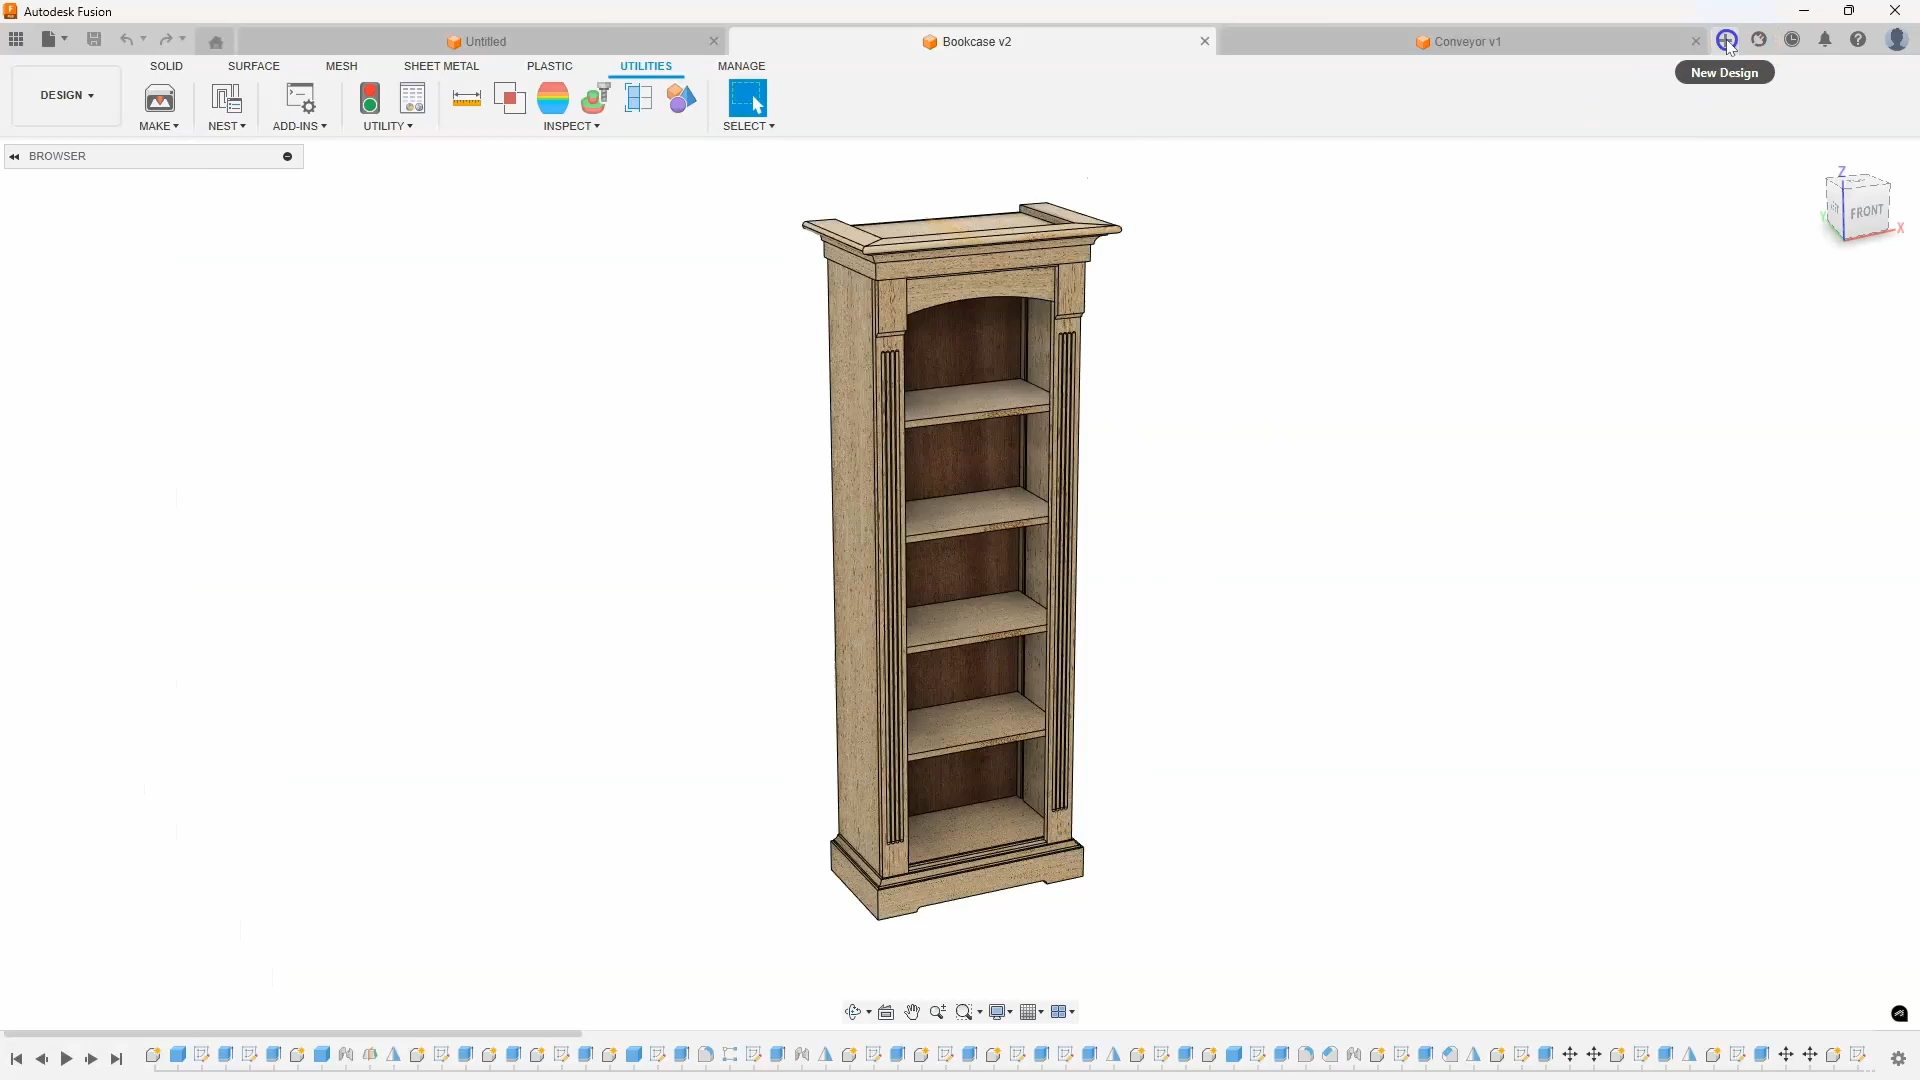 Autodesk Fusion
Untitled
Bookcase v2
Conveyor v1
New Design
SOLID
SURFACE
MESH
SHEET METAL
PLASTIC
UTILITIES
MANAGE
DESIGN
MAKE
NEST
ADD-INS
UTILITY
INSPECT
SELECT
BROWSER
Z
FRONT
Y
X